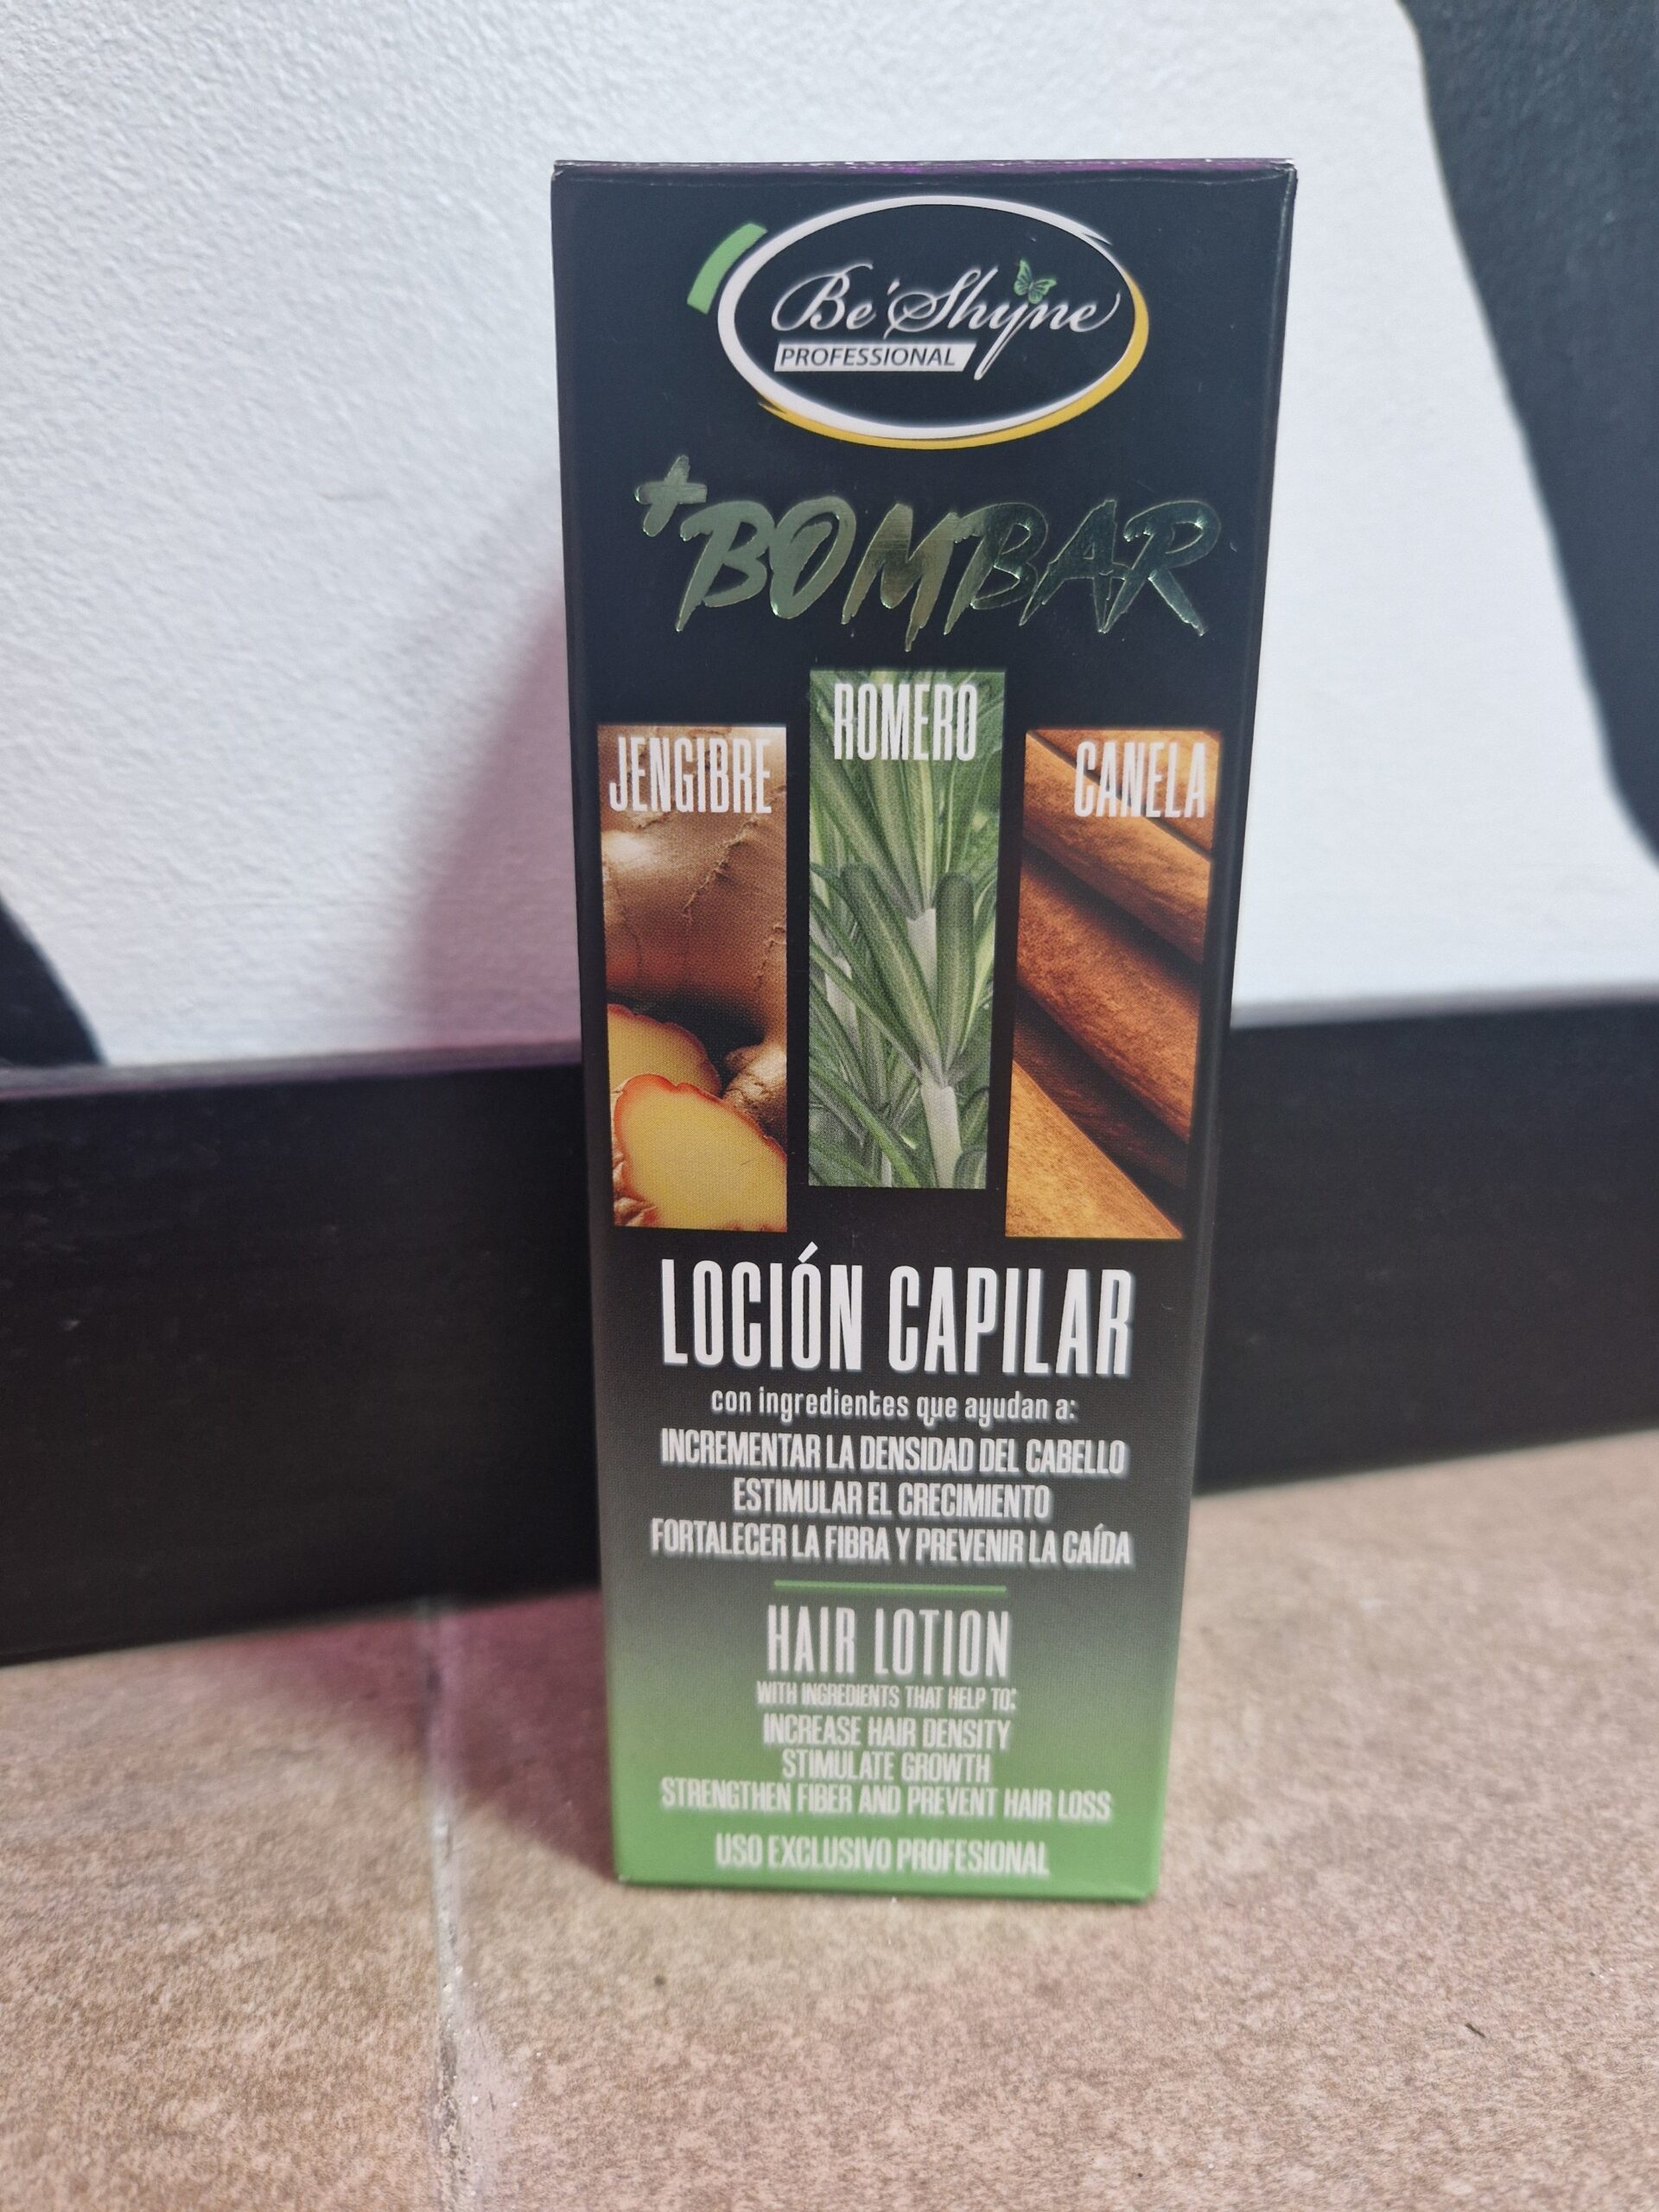 Be'Shyne
PROFESSIONAL
+BOMBAR
JENGIBRE
ROMERO
CANELA
LOCIÓN CAPILAR
con ingredientes que ayudan a:
INCREMENTAR LA DENSIDAD DEL CABELLO
ESTIMULAR EL CRECIMIENTO
FORTALECER LA FIBRA Y PREVENIR LA CAÍDA
HAIR LOTION
WITH INGREDIENTS THAT HELP TO:
INCREASE HAIR DENSITY
STIMULATE GROWTH
STRENGTHEN FIBER AND PREVENT HAIR LOSS
USO EXCLUSIVO PROFESIONAL